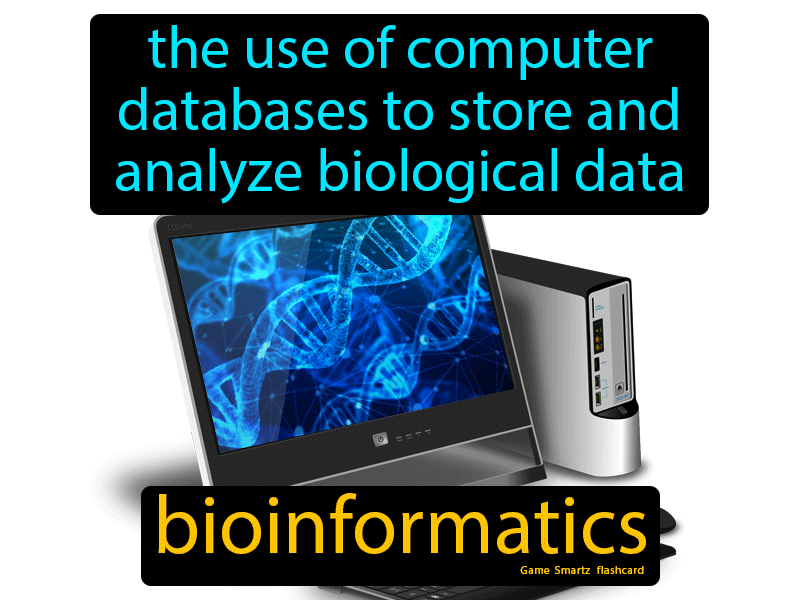 the use of computer
databases to store and
analyze biological data
bioinformatics
Game Smartz flashcard